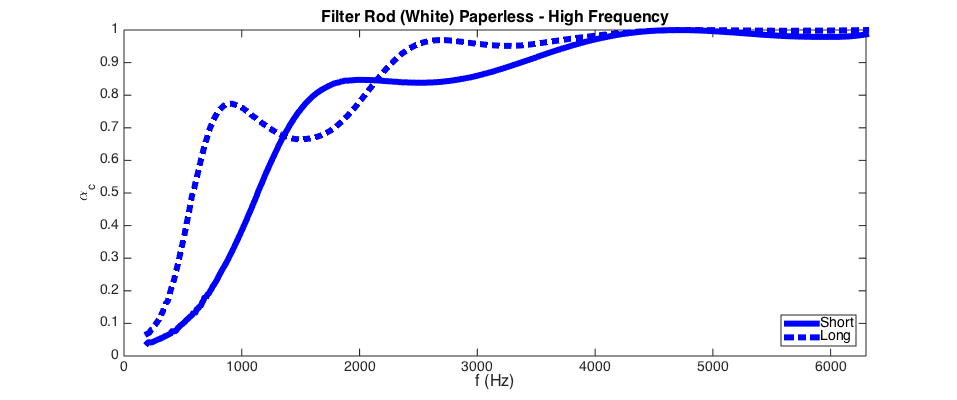 Filter Rod (White) Paperless - High Frequency
1
0.9
0.8
0.7
0.6
0.5
0.4
0.3
0.2
0.1
0
α c
0 1000 2000 3000 4000 5000 6000
f (Hz)
Short
Long